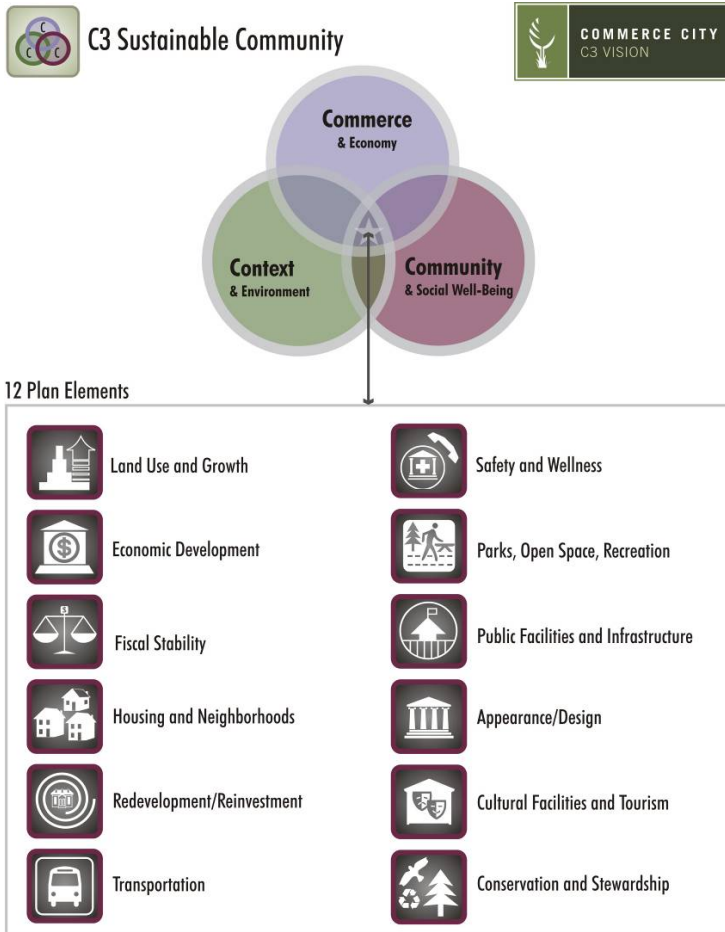 C
C
C
C3 Sustainable Community
COMMERCE CITY
C3 VISION
Commerce
& Economy
Context
& Environment
Community
& Social Well-Being
12 Plan Elements
Land Use and Growth
Economic Development
$
Fiscal Stability
$
Housing and Neighborhoods
Redevelopment/Reinvestment
Transportation
Safety and Wellness
Parks, Open Space, Recreation
Public Facilities and Infrastructure
Appearance/Design
Cultural Facilities and Tourism
Conservation and Stewardship